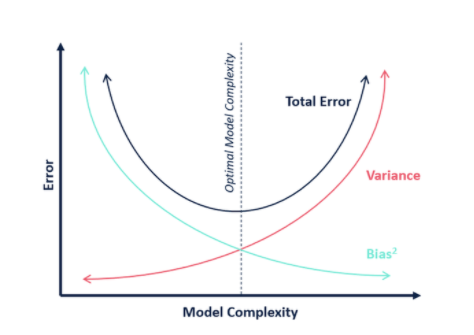 Total Error
Optimal Model Complexity
Error
Variance
Bias²
Model Complexity